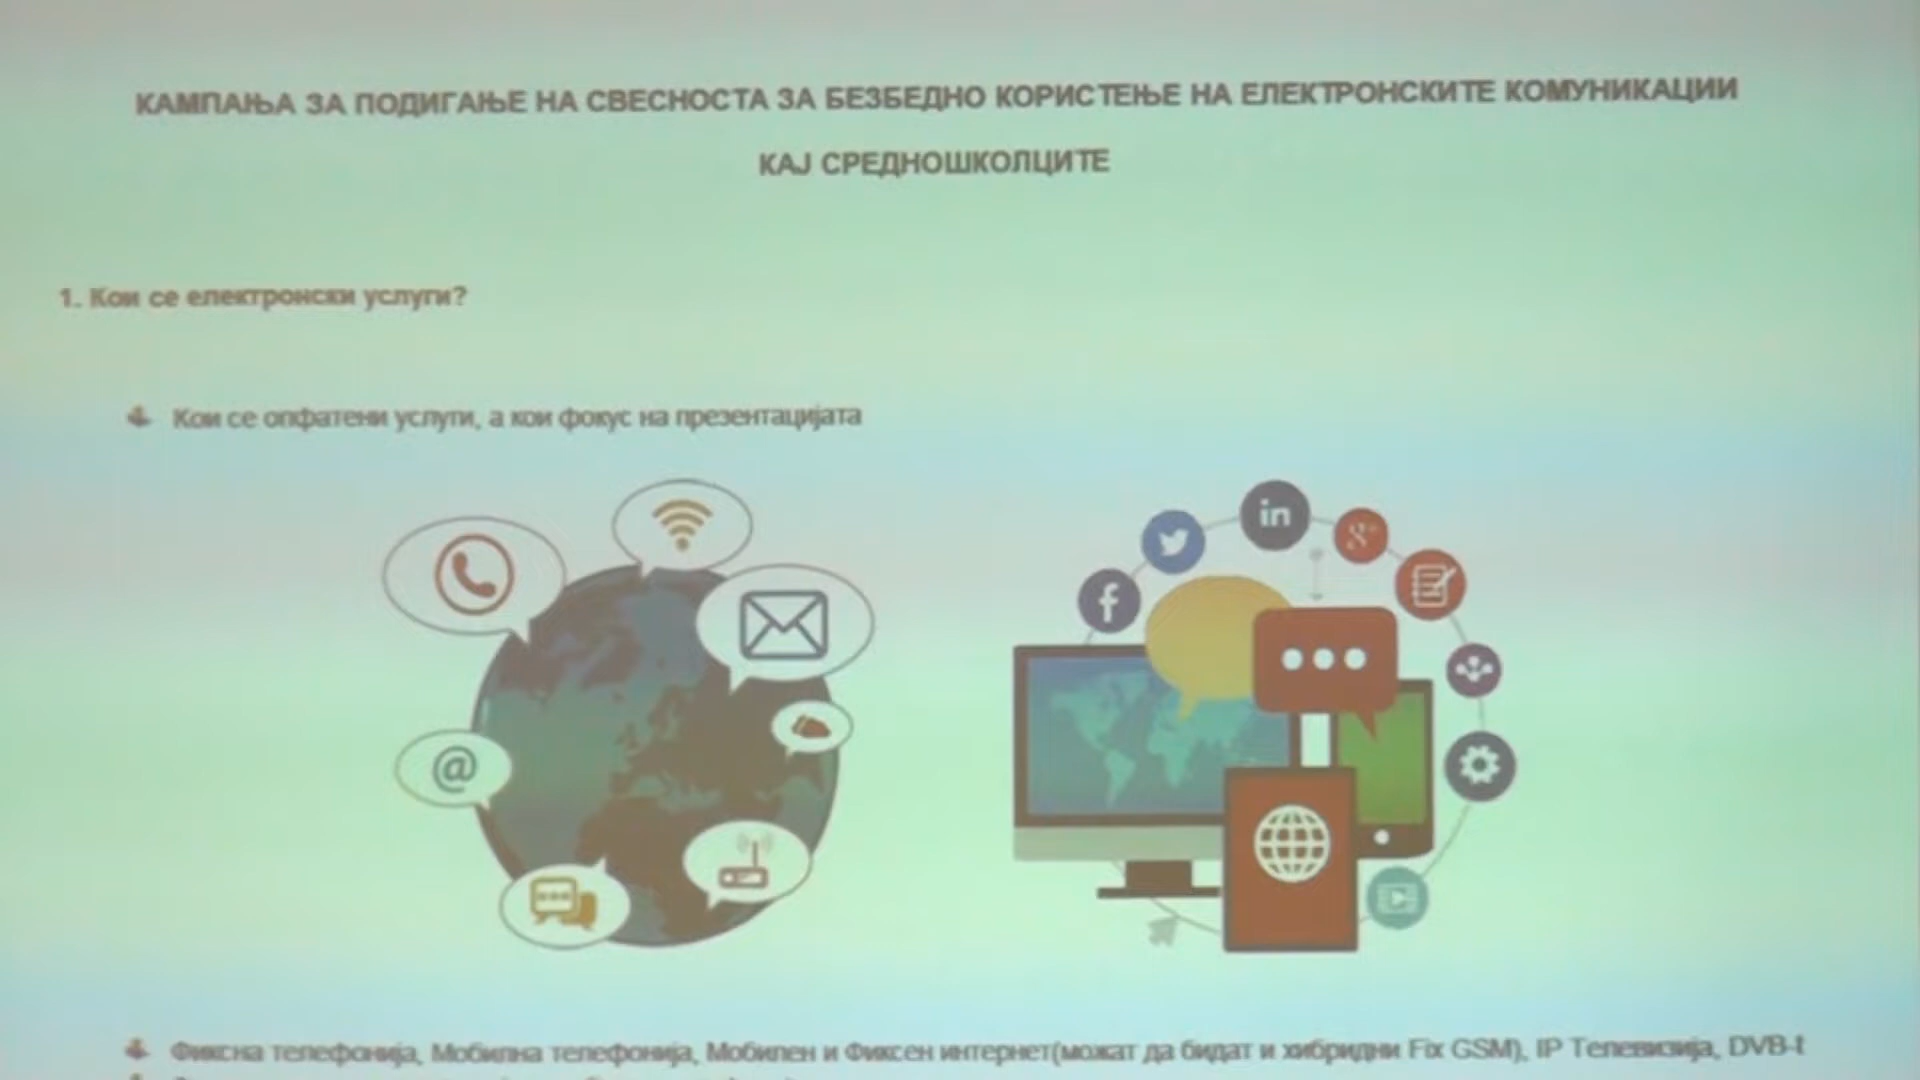 КАМПАЊА ЗА ПОДИГАЊЕ НА СВЕСНОСТА ЗА БЕЗБЕДНО КОРИСТЕЊЕ НА ЕЛЕКТРОНСКИТЕ КОМУНИКАЦИИ
КАЈ СРЕДНОШКОЛЦИТЕ
1. Кои се електронски услуги?
Кои се опфатени услуги, а кои фокус на презентацијата
in
g+
f
@
Фиксна телефонија, Мобилна телефонија, Мобилен и Фиксен интернет(можат да бидат и хибридни Fix GSM), IP Телевизија, DVB-t